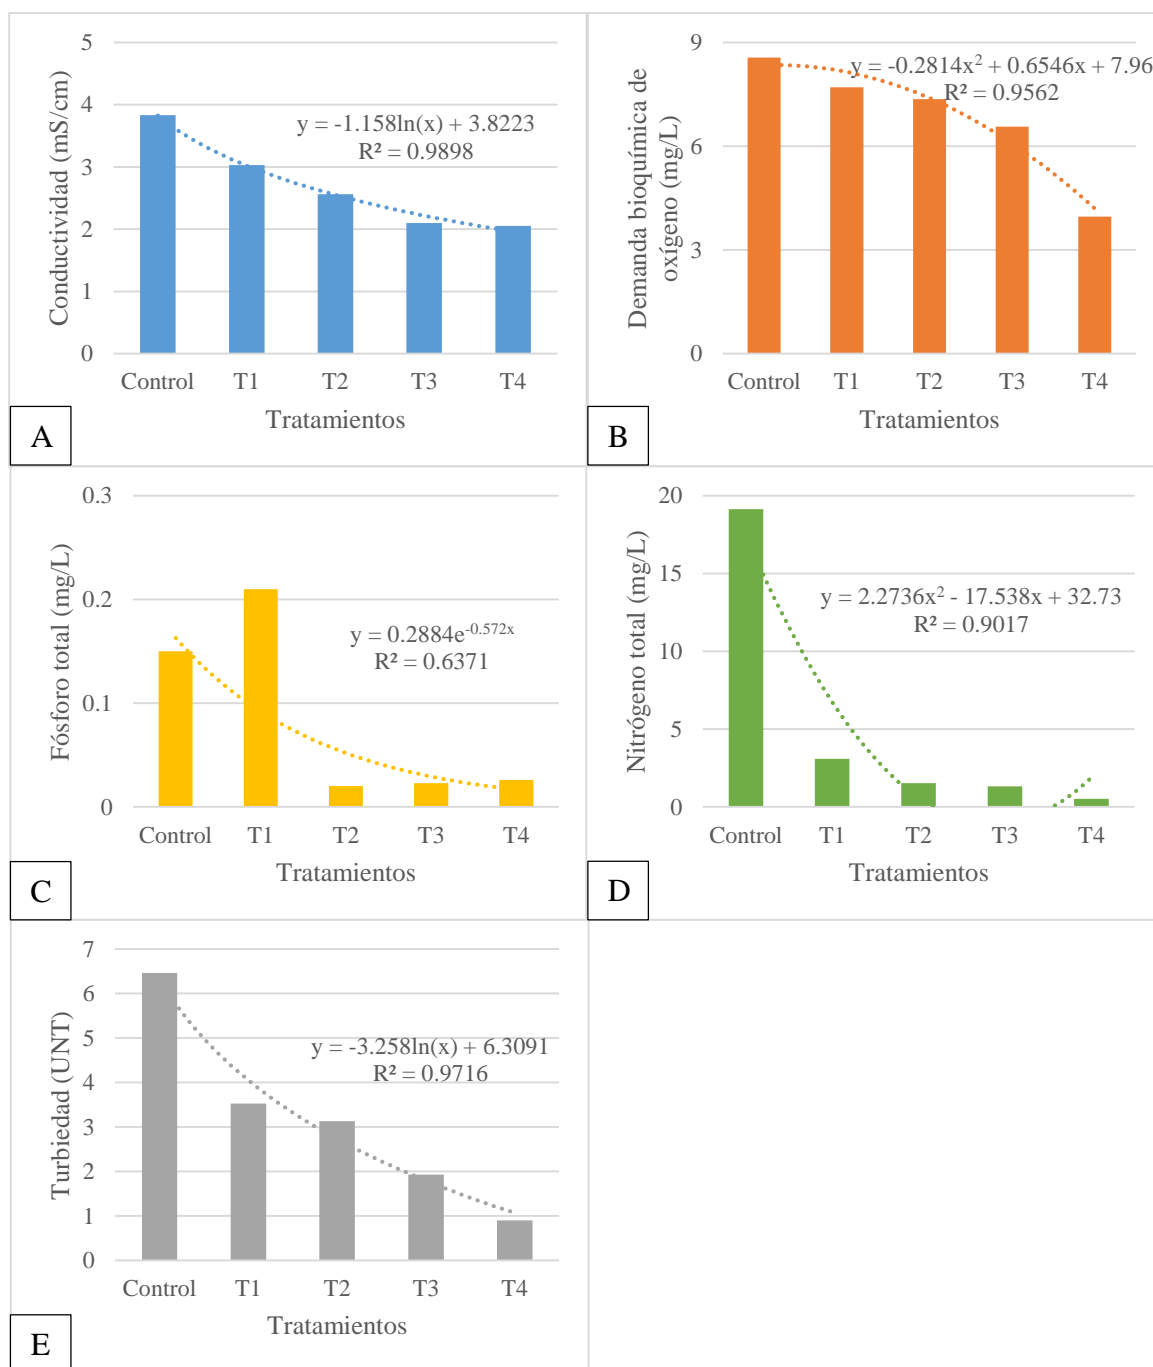 5
4
3
2
1
0
Conductividad (mS/cm)
y = -1.158ln(x) + 3.8223
R² = 0.9898
Control T1 T2 T3 T4
Tratamientos
A
9
6
3
0
Demanda bioquímica de
oxígeno (mg/L)
y = -0.2814x² + 0.6546x + 7.96
R² = 0.9562
Control T1 T2 T3 T4
Tratamientos
B
0.3
0.2
0.1
0
Fósforo total (mg/L)
y = 0.2884e^-0.572x
R² = 0.6371
Control T1 T2 T3 T4
Tratamientos
C
20
15
10
5
0
Nitrógeno total (mg/L)
y = 2.2736x² - 17.538x + 32.73
R² = 0.9017
Control T1 T2 T3 T4
Tratamientos
D
7
6
5
4
3
2
1
0
Turbiedad (UNT)
y = -3.258ln(x) + 6.3091
R² = 0.9716
Control T1 T2 T3 T4
Tratamientos
E